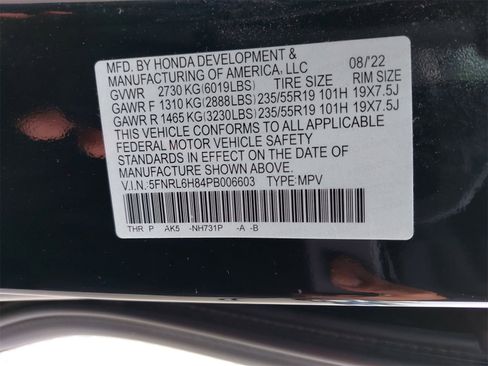 MFD. BY HONDA DEVELOPMENT &
MANUFACTURING OF AMERICA, LLC 08/'22
GVWR 2730 KG(6019LBS) TIRE SIZE RIM SIZE
GAWR F 1310 KG(2888LBS) 235/55R19 101H 19X7.5J
GAWR R 1465 KG(3230LBS) 235/55R19 101H 19X7.5J
THIS VEHICLE CONFORMS TO ALL APPLICABLE
FEDERAL MOTOR VEHICLE SAFETY
STANDARDS IN EFFECT ON THE DATE OF
MANUFACTURE SHOWN ABOVE.
V.I.N.:5FNRL6H84PB006603 TYPE:MPV
THR P AK5 -NH731P -A -B